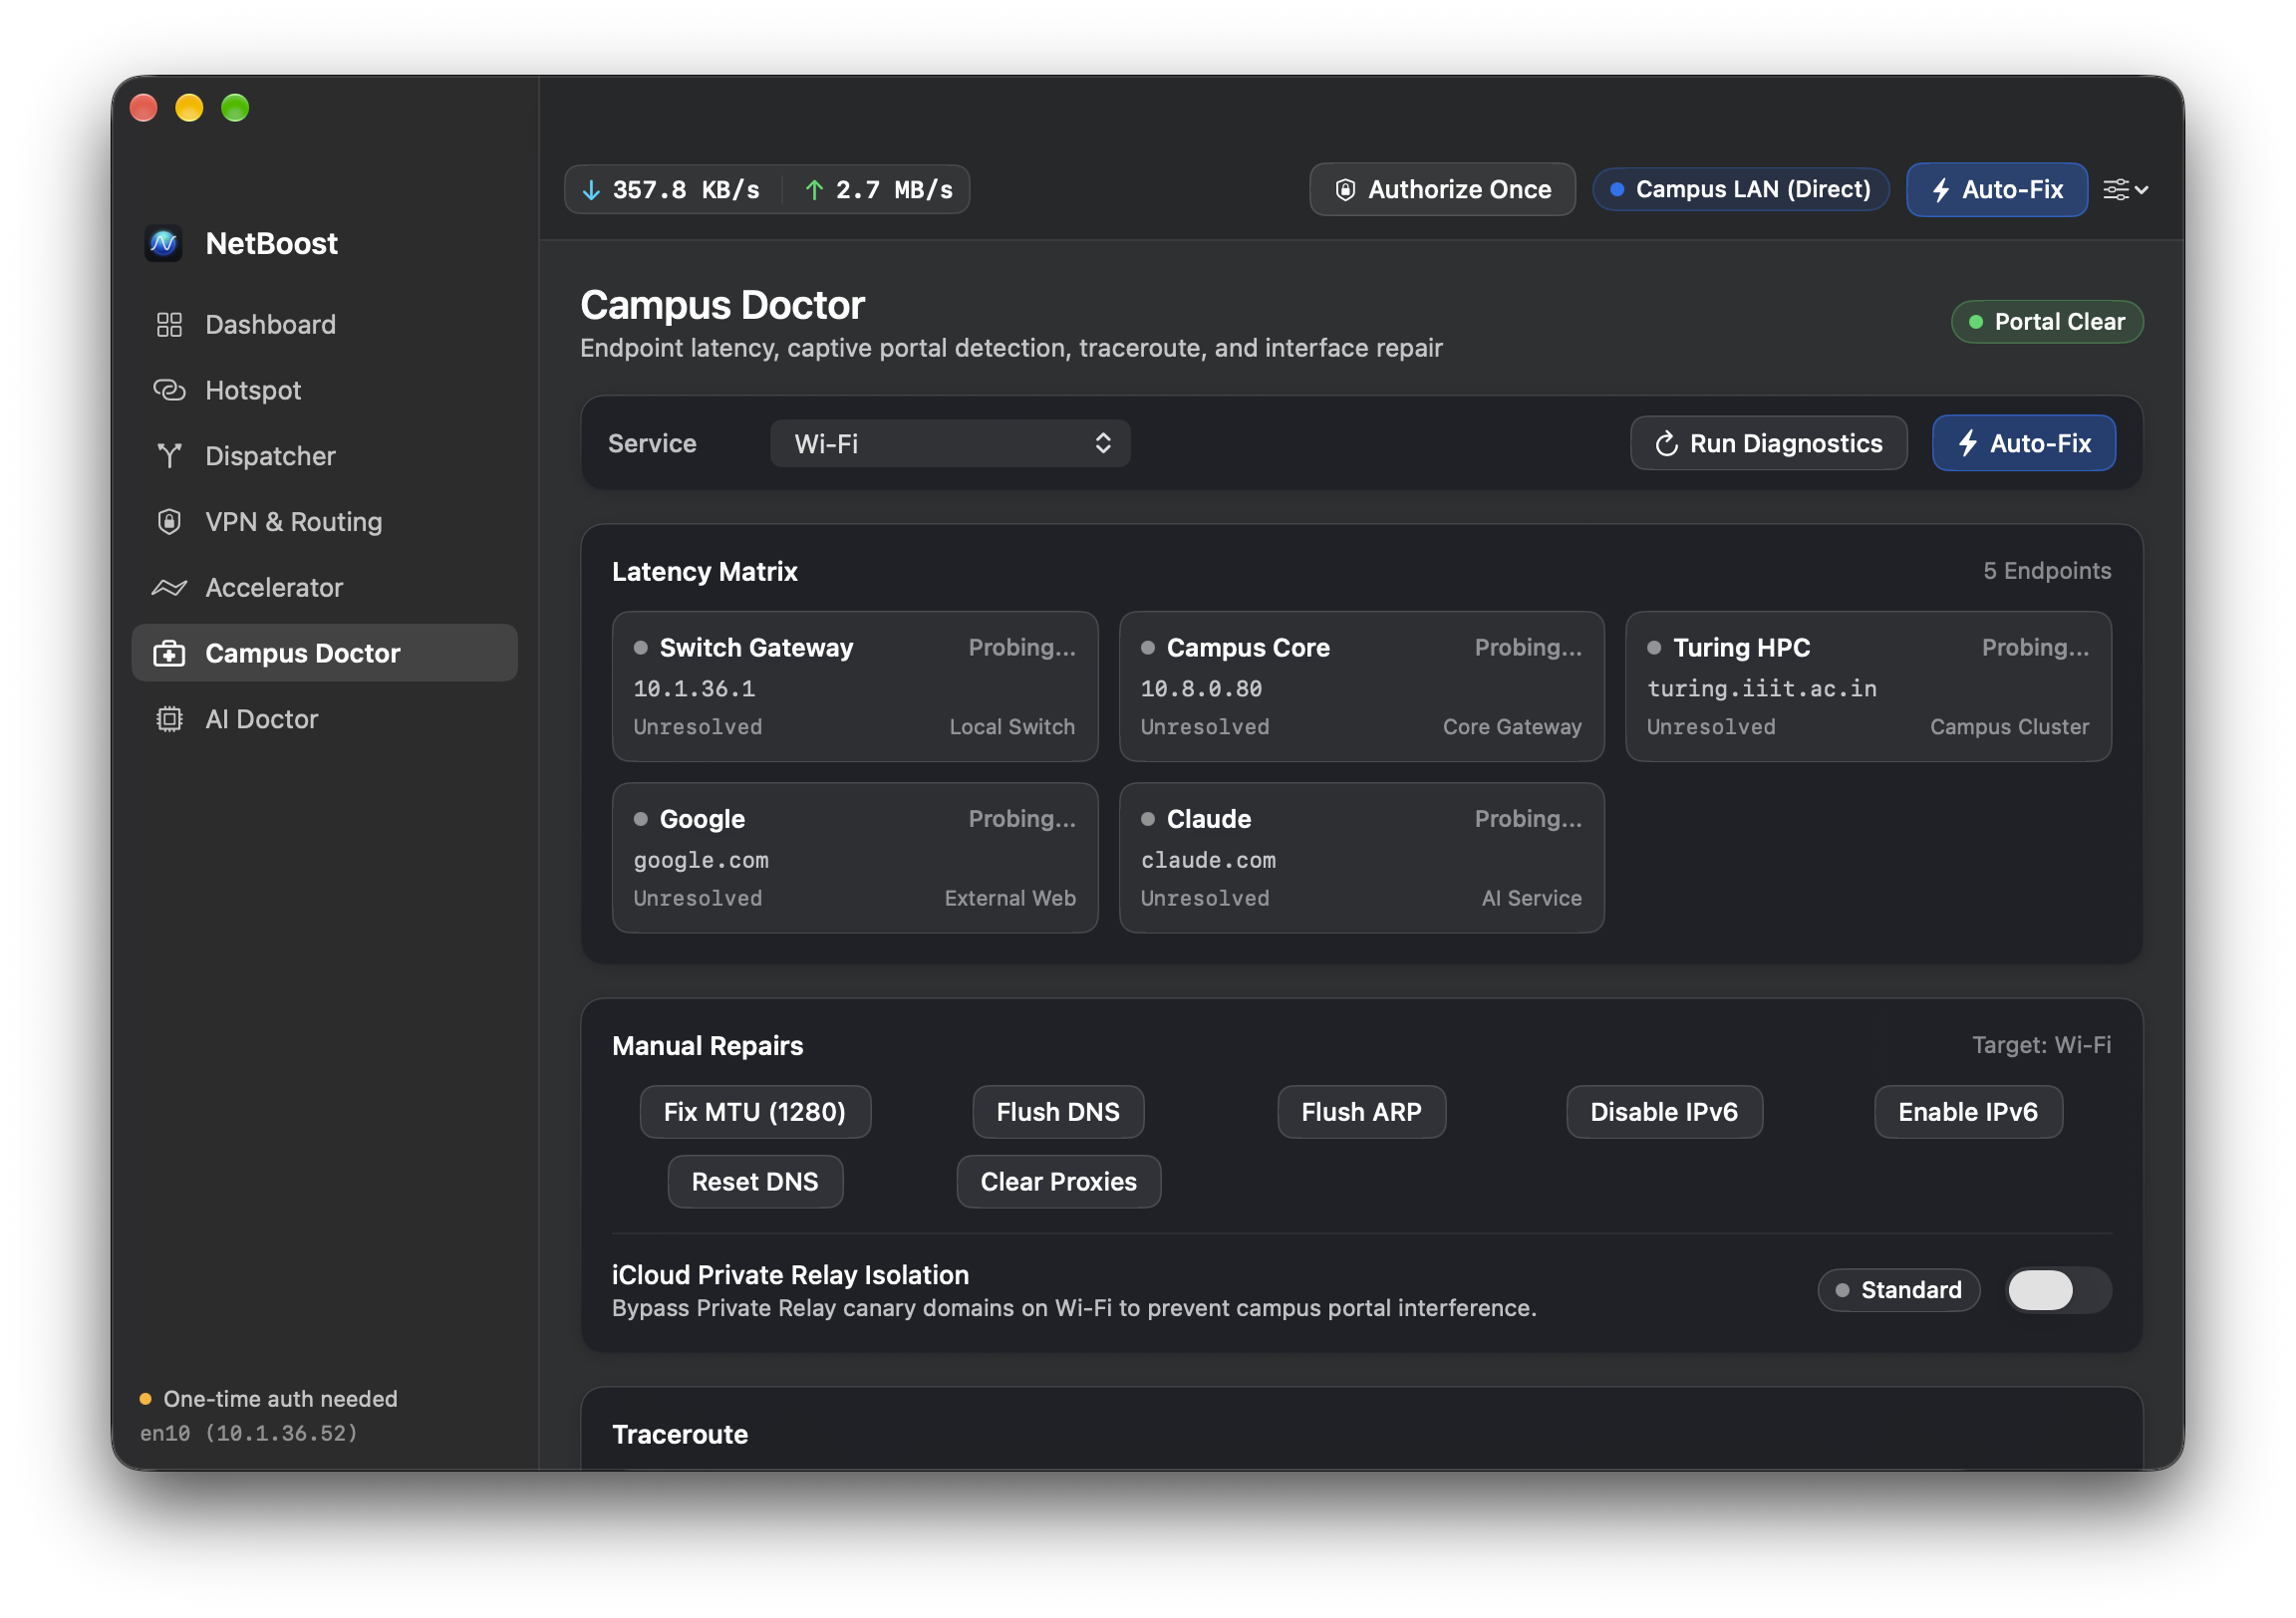 357.8 KB/s 2.7 MB/s Authorize Once Campus LAN (Direct) Auto-Fix
NetBoost
Dashboard
Hotspot
Dispatcher
VPN & Routing
Accelerator
Campus Doctor
AI Doctor
One-time auth needed
en10 (10.1.36.52)
Campus Doctor
Endpoint latency, captive portal detection, traceroute, and interface repair
Portal Clear
Service Wi-Fi Run Diagnostics Auto-Fix
Latency Matrix 5 Endpoints
Switch Gateway Probing...
10.1.36.1
Unresolved Local Switch
Campus Core Probing...
10.8.0.80
Unresolved Core Gateway
Turing HPC Probing...
turing.iiit.ac.in
Unresolved Campus Cluster
Google Probing...
google.com
Unresolved External Web
Claude Probing...
claude.com
Unresolved AI Service
Manual Repairs Target: Wi-Fi
Fix MTU (1280) Flush DNS Flush ARP Disable IPv6 Enable IPv6
Reset DNS Clear Proxies
iCloud Private Relay Isolation
Bypass Private Relay canary domains on Wi-Fi to prevent campus portal interference.
Standard
Traceroute